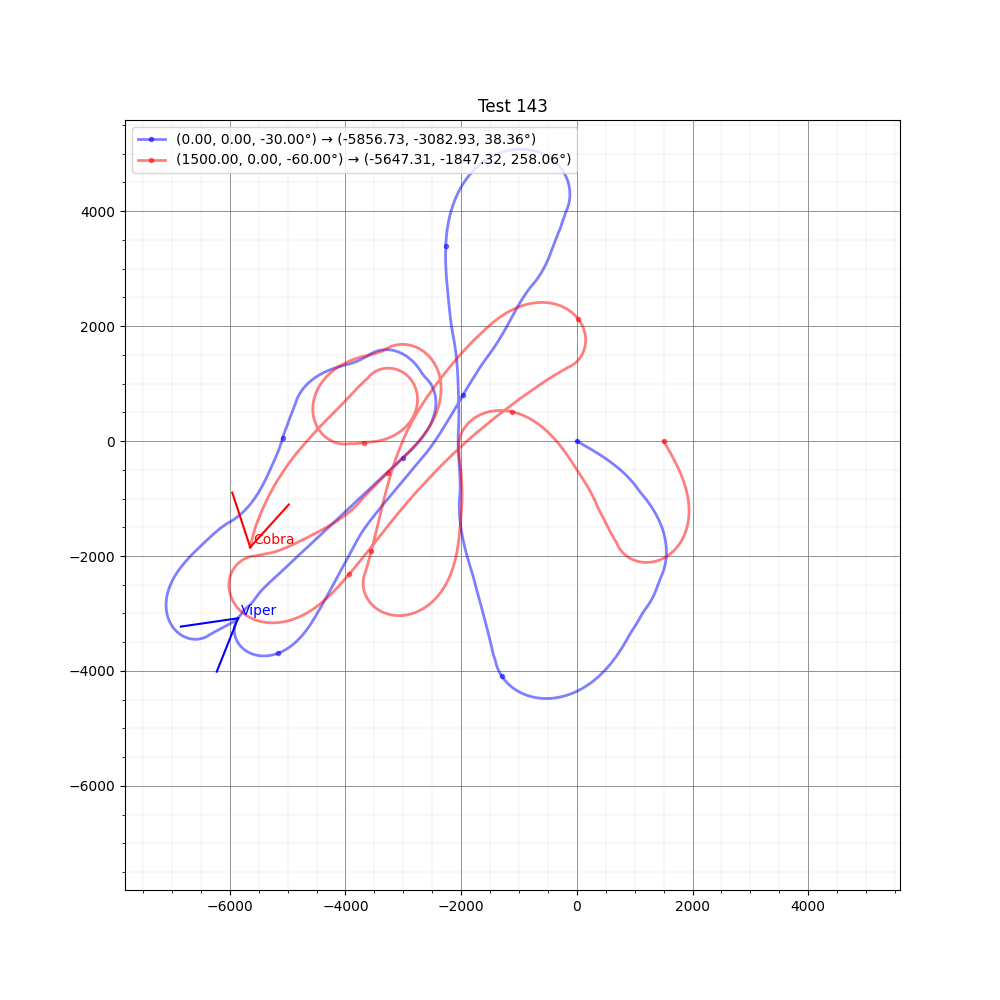 Test 143
(0.00, 0.00, -30.00°) → (-5856.73, -3082.93, 38.36°)
(1500.00, 0.00, -60.00°) → (-5647.31, -1847.32, 258.06°)
4000
2000
0
−2000
−4000
−6000
Cobra
Viper
−6000 −4000 −2000 0 2000 4000